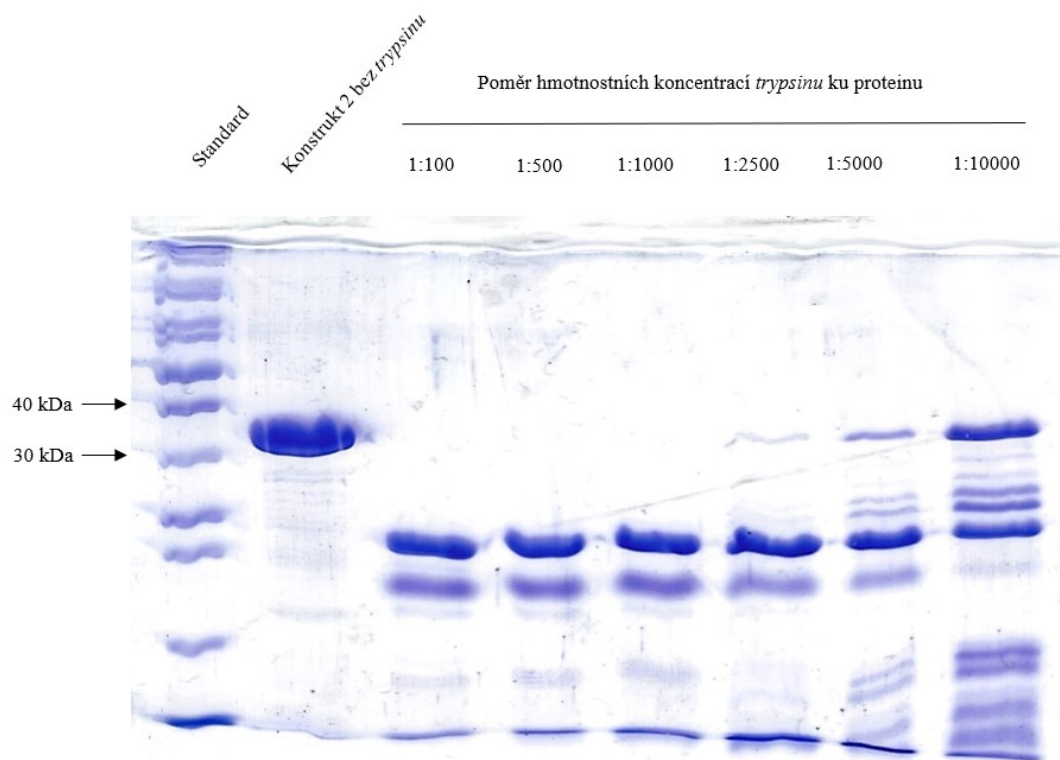 Standard
Konstrukt 2 bez trypsinu
Poměr hmotnostních koncentrací trypsinu ku proteinu
1:100 1:500 1:1000 1:2500 1:5000 1:10000
40 kDa
30 kDa